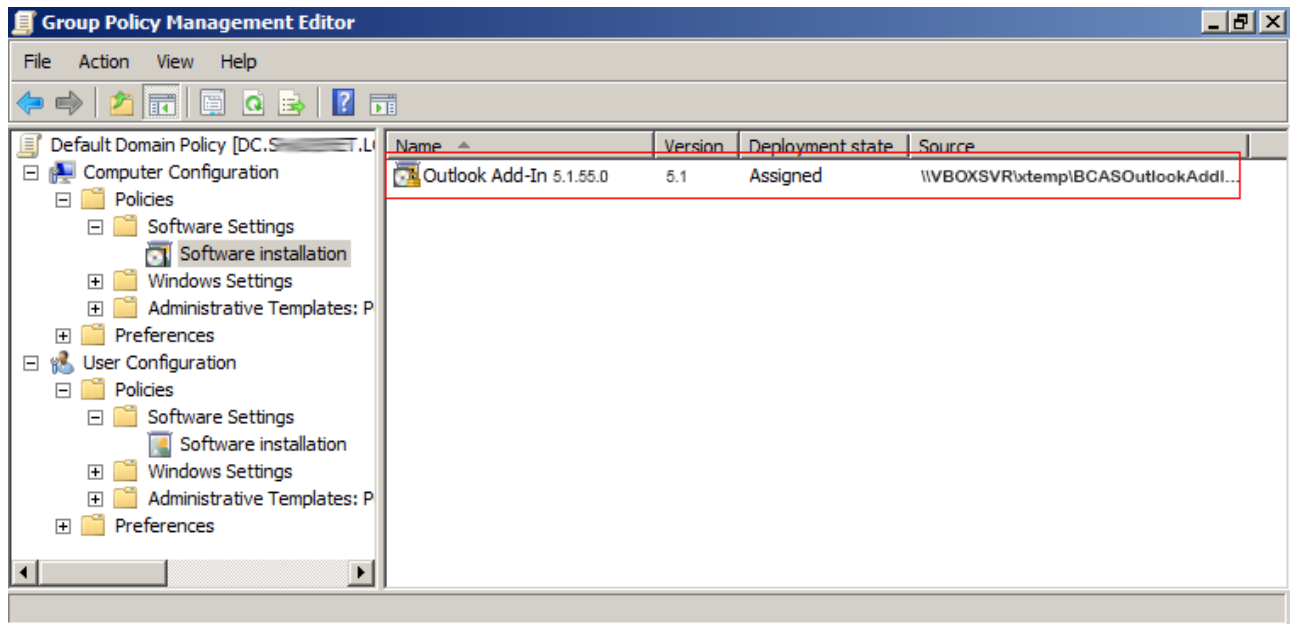 Group Policy Management Editor
File Action View Help
Default Domain Policy [DC.S
Computer Configuration
Policies
Software Settings
Software installation
Windows Settings
Administrative Templates: P
Preferences
User Configuration
Policies
Software Settings
Software installation
Windows Settings
Administrative Templates: P
Preferences
Name Version Deployment state Source
Outlook Add-In 5.1.55.0 5.1 Assigned \\VBOXSVR\xtemp\BCASOutlookAddI...